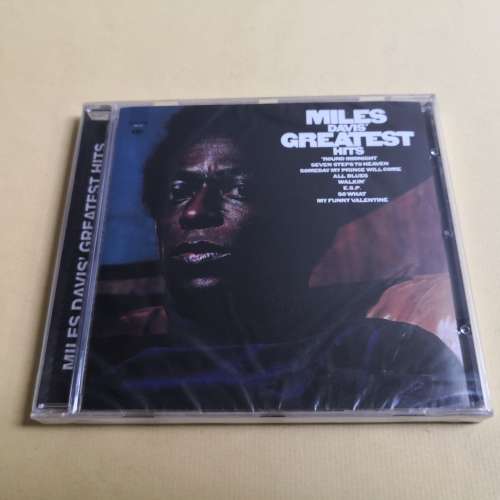 MILES
DAVIS'
GREATEST
HITS
'ROUND MIDNIGHT
SEVEN STEPS TO HEAVEN
SOMEDAY MY PRINCE WILL COME
ALL BLUES
WALKIN'
E.S.P.
SO WHAT
MY FUNNY VALENTINE
MILES DAVIS' GREATEST HITS